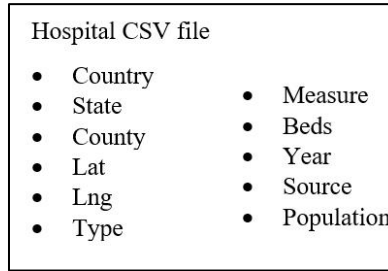 Hospital CSV file
• Country
• State
• County
• Lat
• Lng
• Type
• Measure
• Beds
• Year
• Source
• Population